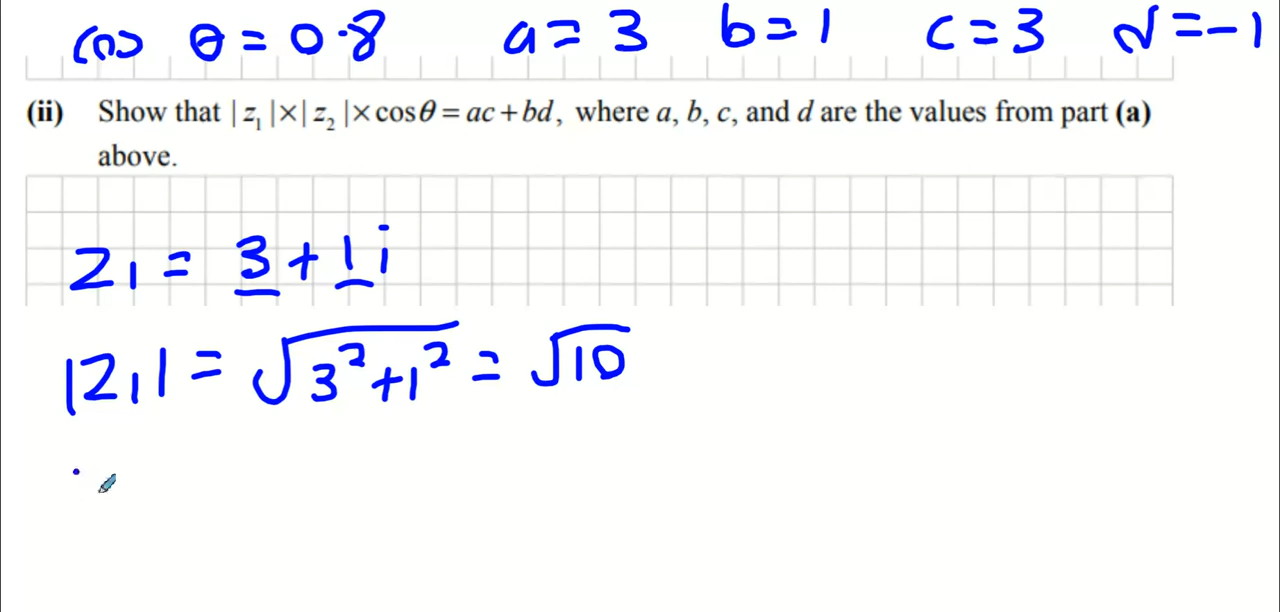 cos θ = 0.8 a = 3 b = 1 c = 3 d = -1
(ii) Show that |z₁|×|z₂|×cosθ = ac + bd, where a, b, c, and d are the values from part (a)
above.
z₁ = 3 + 1i
|z₁| = √(3² + 1²) = √10